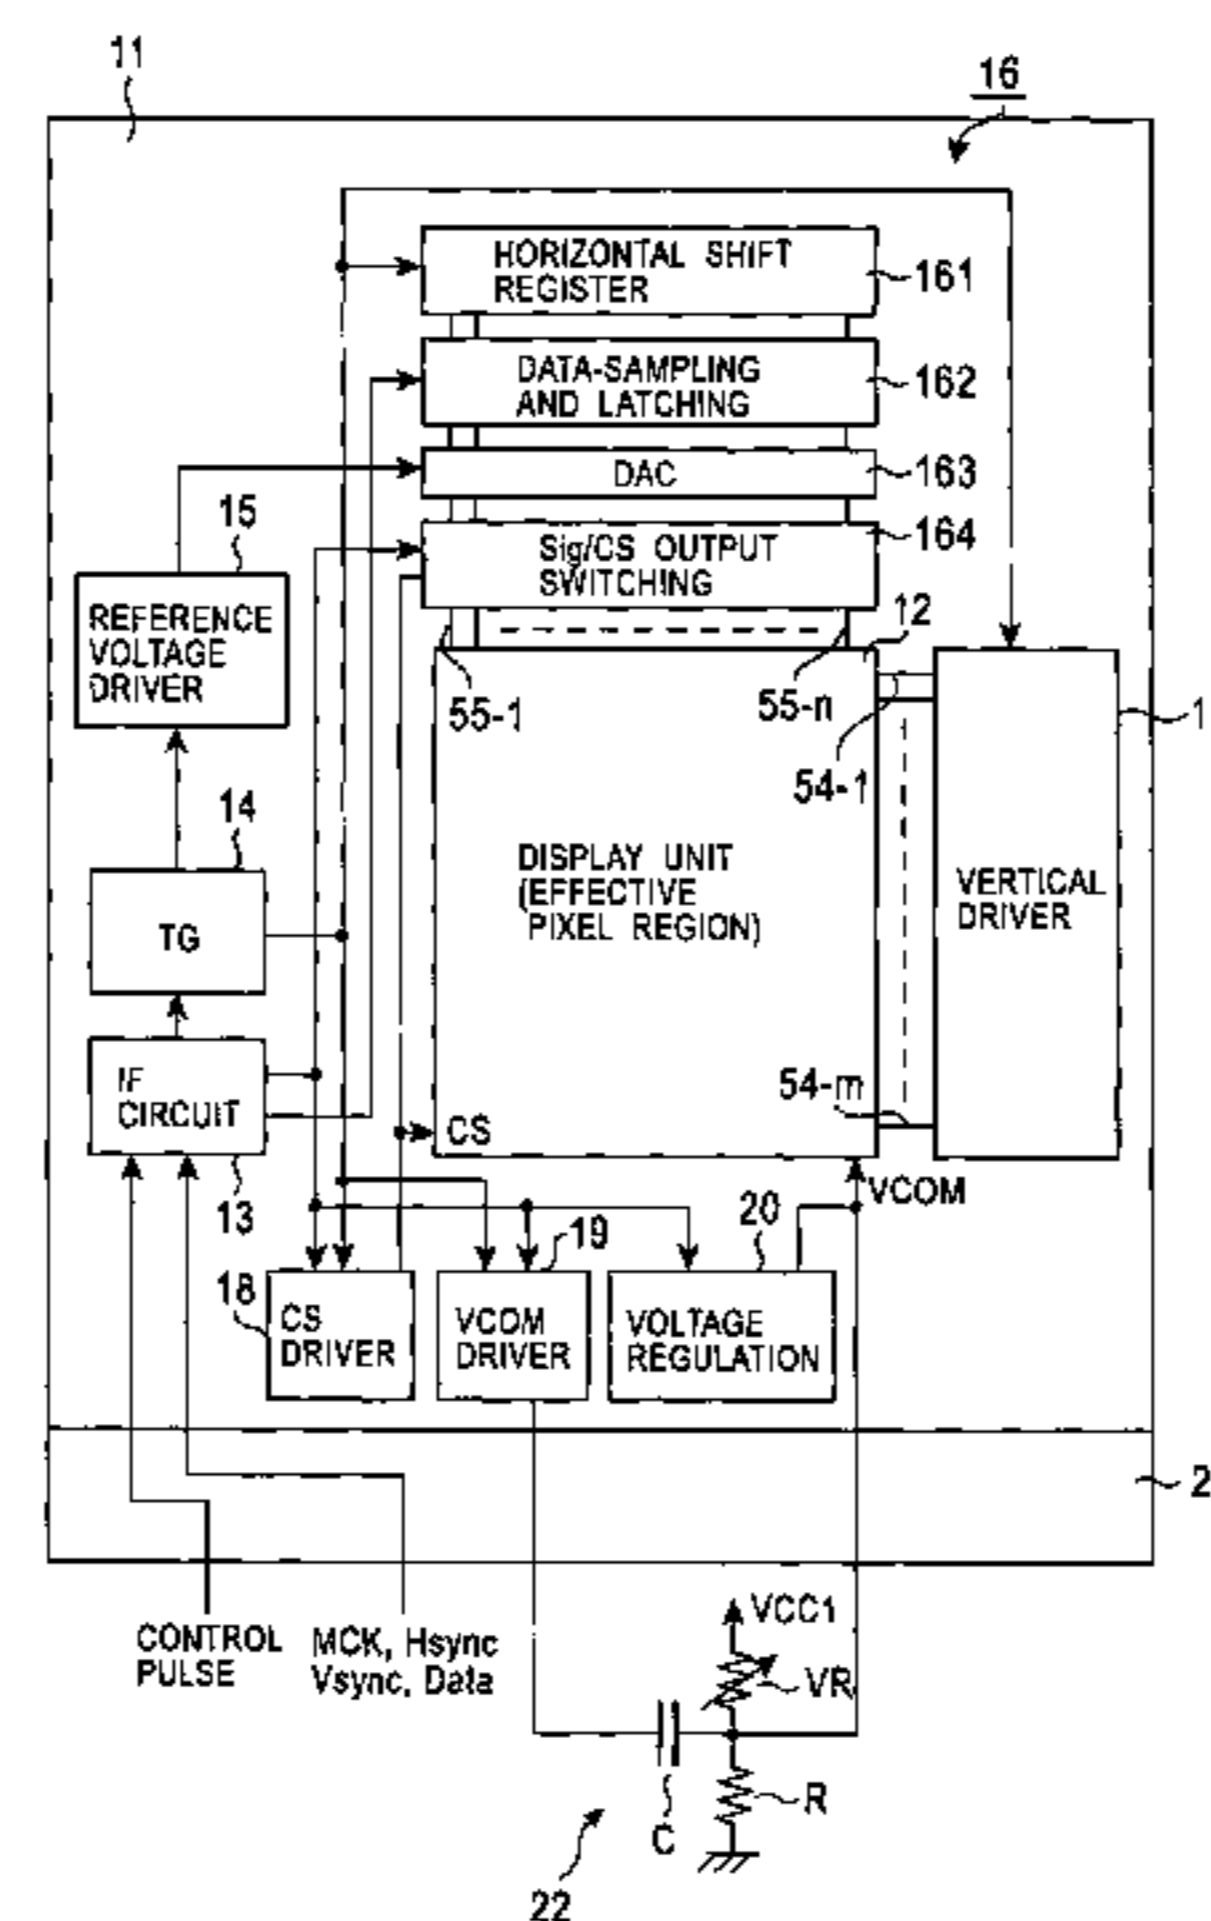 11
16
HORIZONTAL SHIFT
REGISTER
161
DATA-SAMPLING
AND LATCHING
162
DAC
163
15
Sig/CS OUTPUT
SWITCHING
164
REFERENCE
VOLTAGE
DRIVER
12
55-1
55-n
1
54-1
14
TG
DISPLAY UNIT
(EFFECTIVE
PIXEL REGION)
VERTICAL
DRIVER
IF
CIRCUIT
54-m
CS
13
VCOM
20
19
18
CS
DRIVER
VCOM
DRIVER
VOLTAGE
REGULATION
2
CONTROL
PULSE
MCK, Hsync
Vsync, Data
VCC1
VR
R
C
22